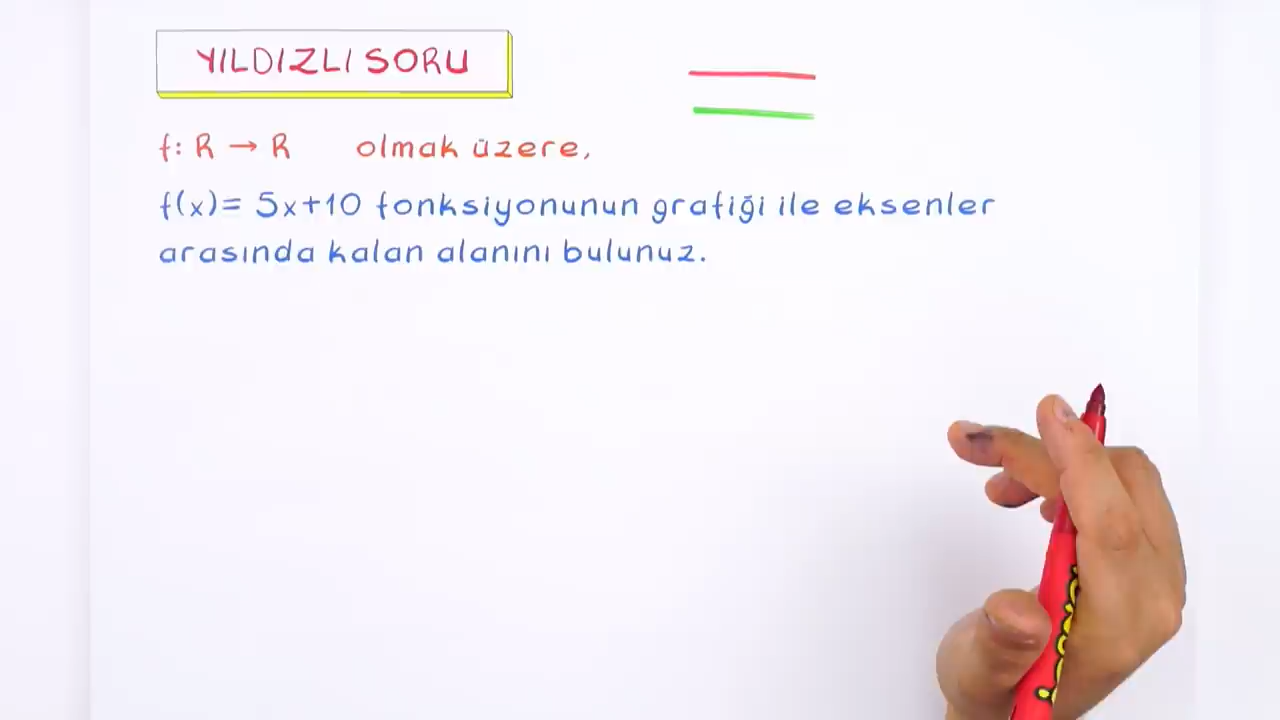 YILDIZLI SORU
f: R → R olmak üzere,
f(x)= 5x+10 fonksiyonunun grafiği ile eksenler
arasında kalan alanını bulunuz.